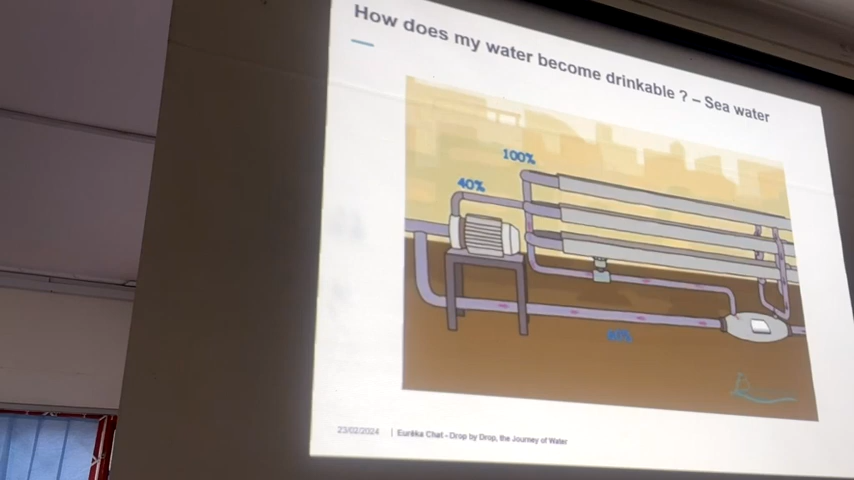 How does my water become drinkable ? – Sea water
100%
40%
60%
23/02/2024 | Eurêka Chat - Drop by Drop, the Journey of Water